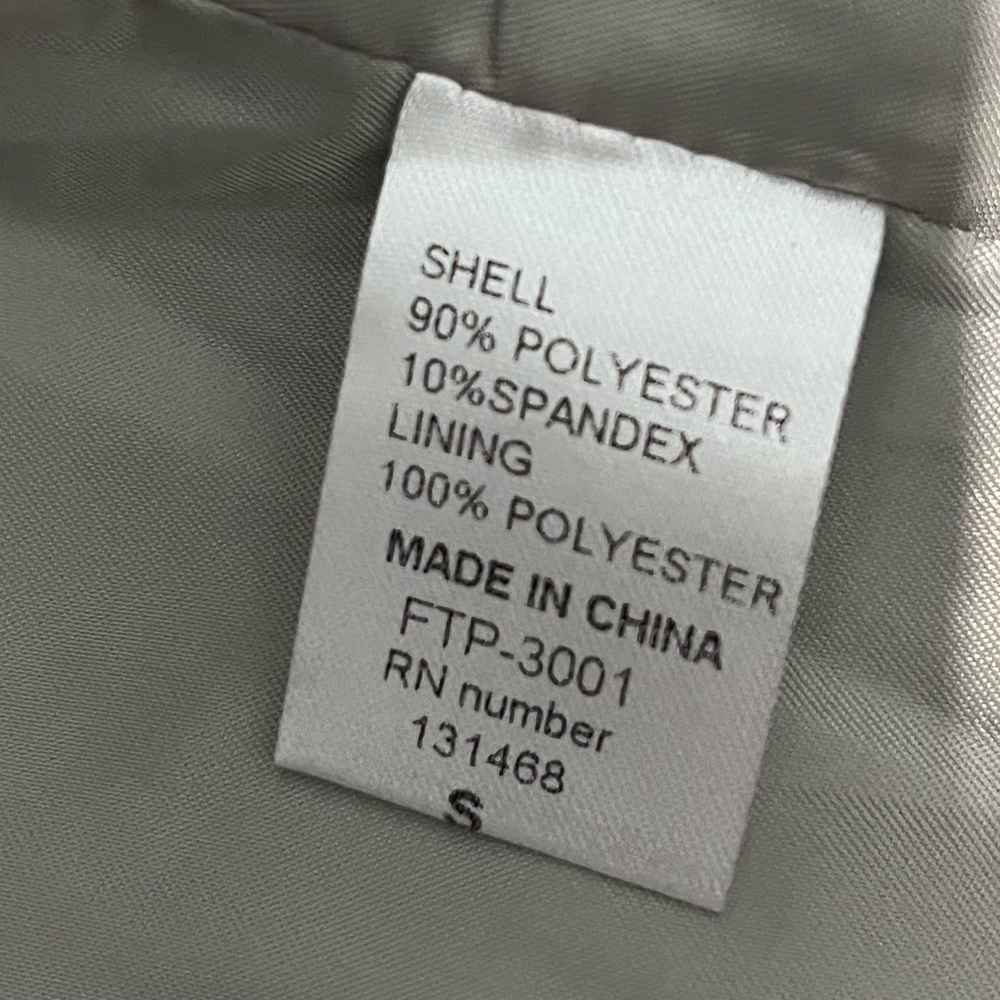 SHELL
90% POLYESTER
10%SPANDEX
LINING
100% POLYESTER
MADE IN CHINA
FTP-3001
RN number
131468
S